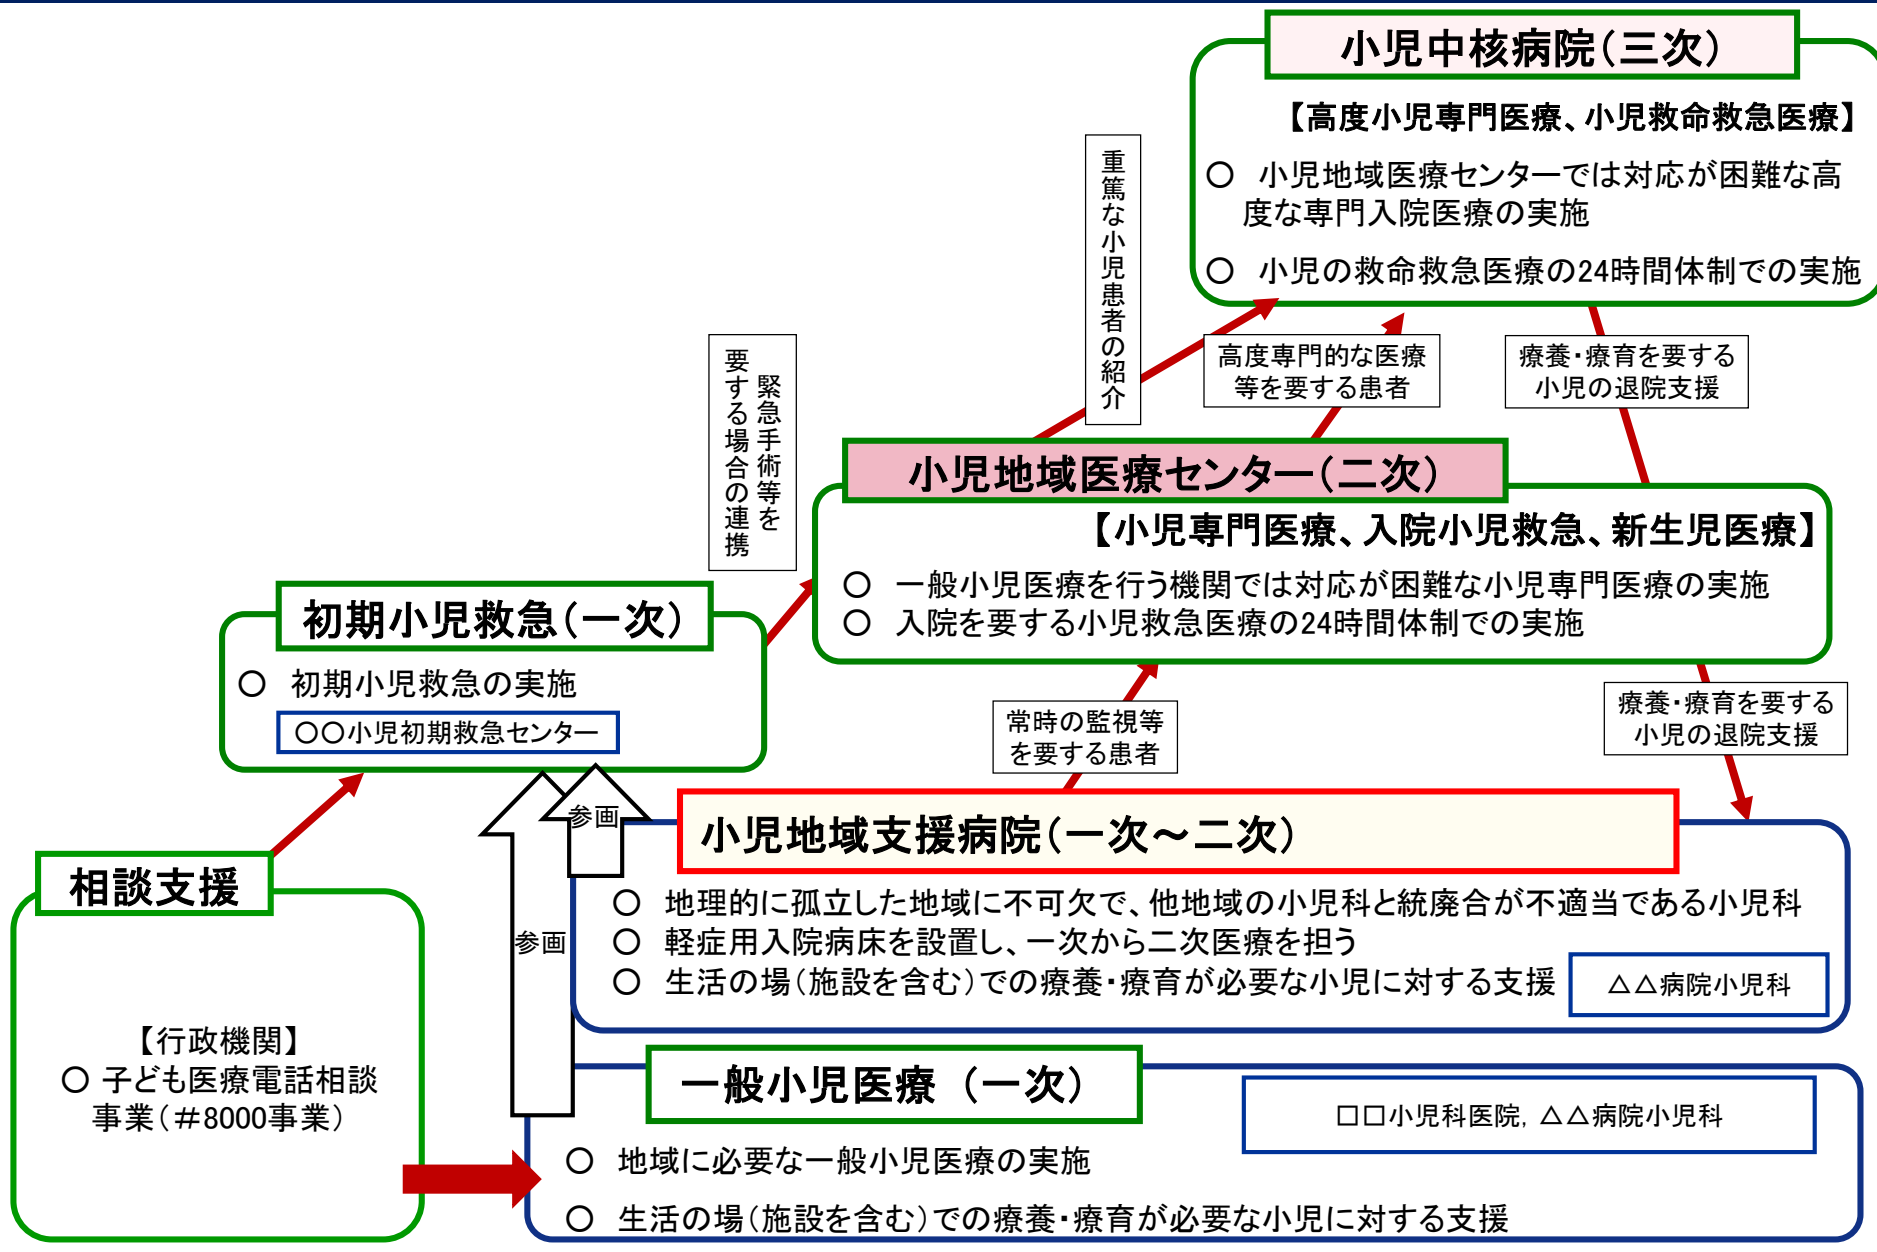 小児中核病院(三次)
【高度小児専門医療、小児救命救急医療】
○ 小児地域医療センターでは対応が困難な高
度な専門入院医療の実施
○ 小児の救命救急医療の24時間体制での実施
重篤な小児患者の紹介
高度専門的な医療
等を要する患者
療養・療育を要する
小児の退院支援
緊急手術等を
要する場合の連携
小児地域医療センター(二次)
【小児専門医療、入院小児救急、新生児医療】
○ 一般小児医療を行う機関では対応が困難な小児専門医療の実施
○ 入院を要する小児救急医療の24時間体制での実施
初期小児救急(一次)
○ 初期小児救急の実施
○○小児初期救急センター
常時の監視等
を要する患者
療養・療育を要する
小児の退院支援
参画
小児地域支援病院(一次～二次)
○ 地理的に孤立した地域に不可欠で、他地域の小児科と統廃合が不適当である小児科
○ 軽症用入院病床を設置し、一次から二次医療を担う
○ 生活の場(施設を含む)での療養・療育が必要な小児に対する支援
△△病院小児科
参画
相談支援
【行政機関】
○ 子ども医療電話相談
事業(＃8000事業)
一般小児医療 (一次)
□□小児科医院, △△病院小児科
○ 地域に必要な一般小児医療の実施
○ 生活の場(施設を含む)での療養・療育が必要な小児に対する支援